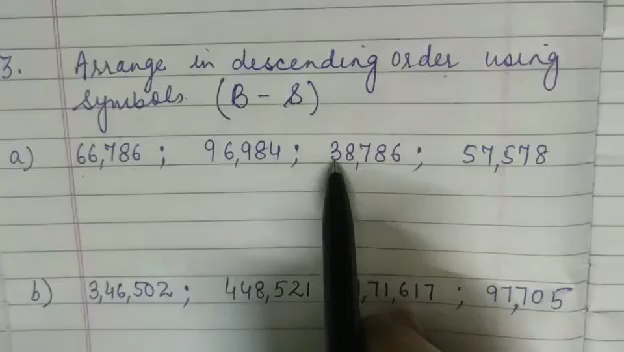 3. Arrange in descending order using
Symbols. (B - S)
a) 66,786 ; 96,984 ; 38,786 ; 57,578
b) 3,46,502 ; 448,521 ,71,617 ; 97,705